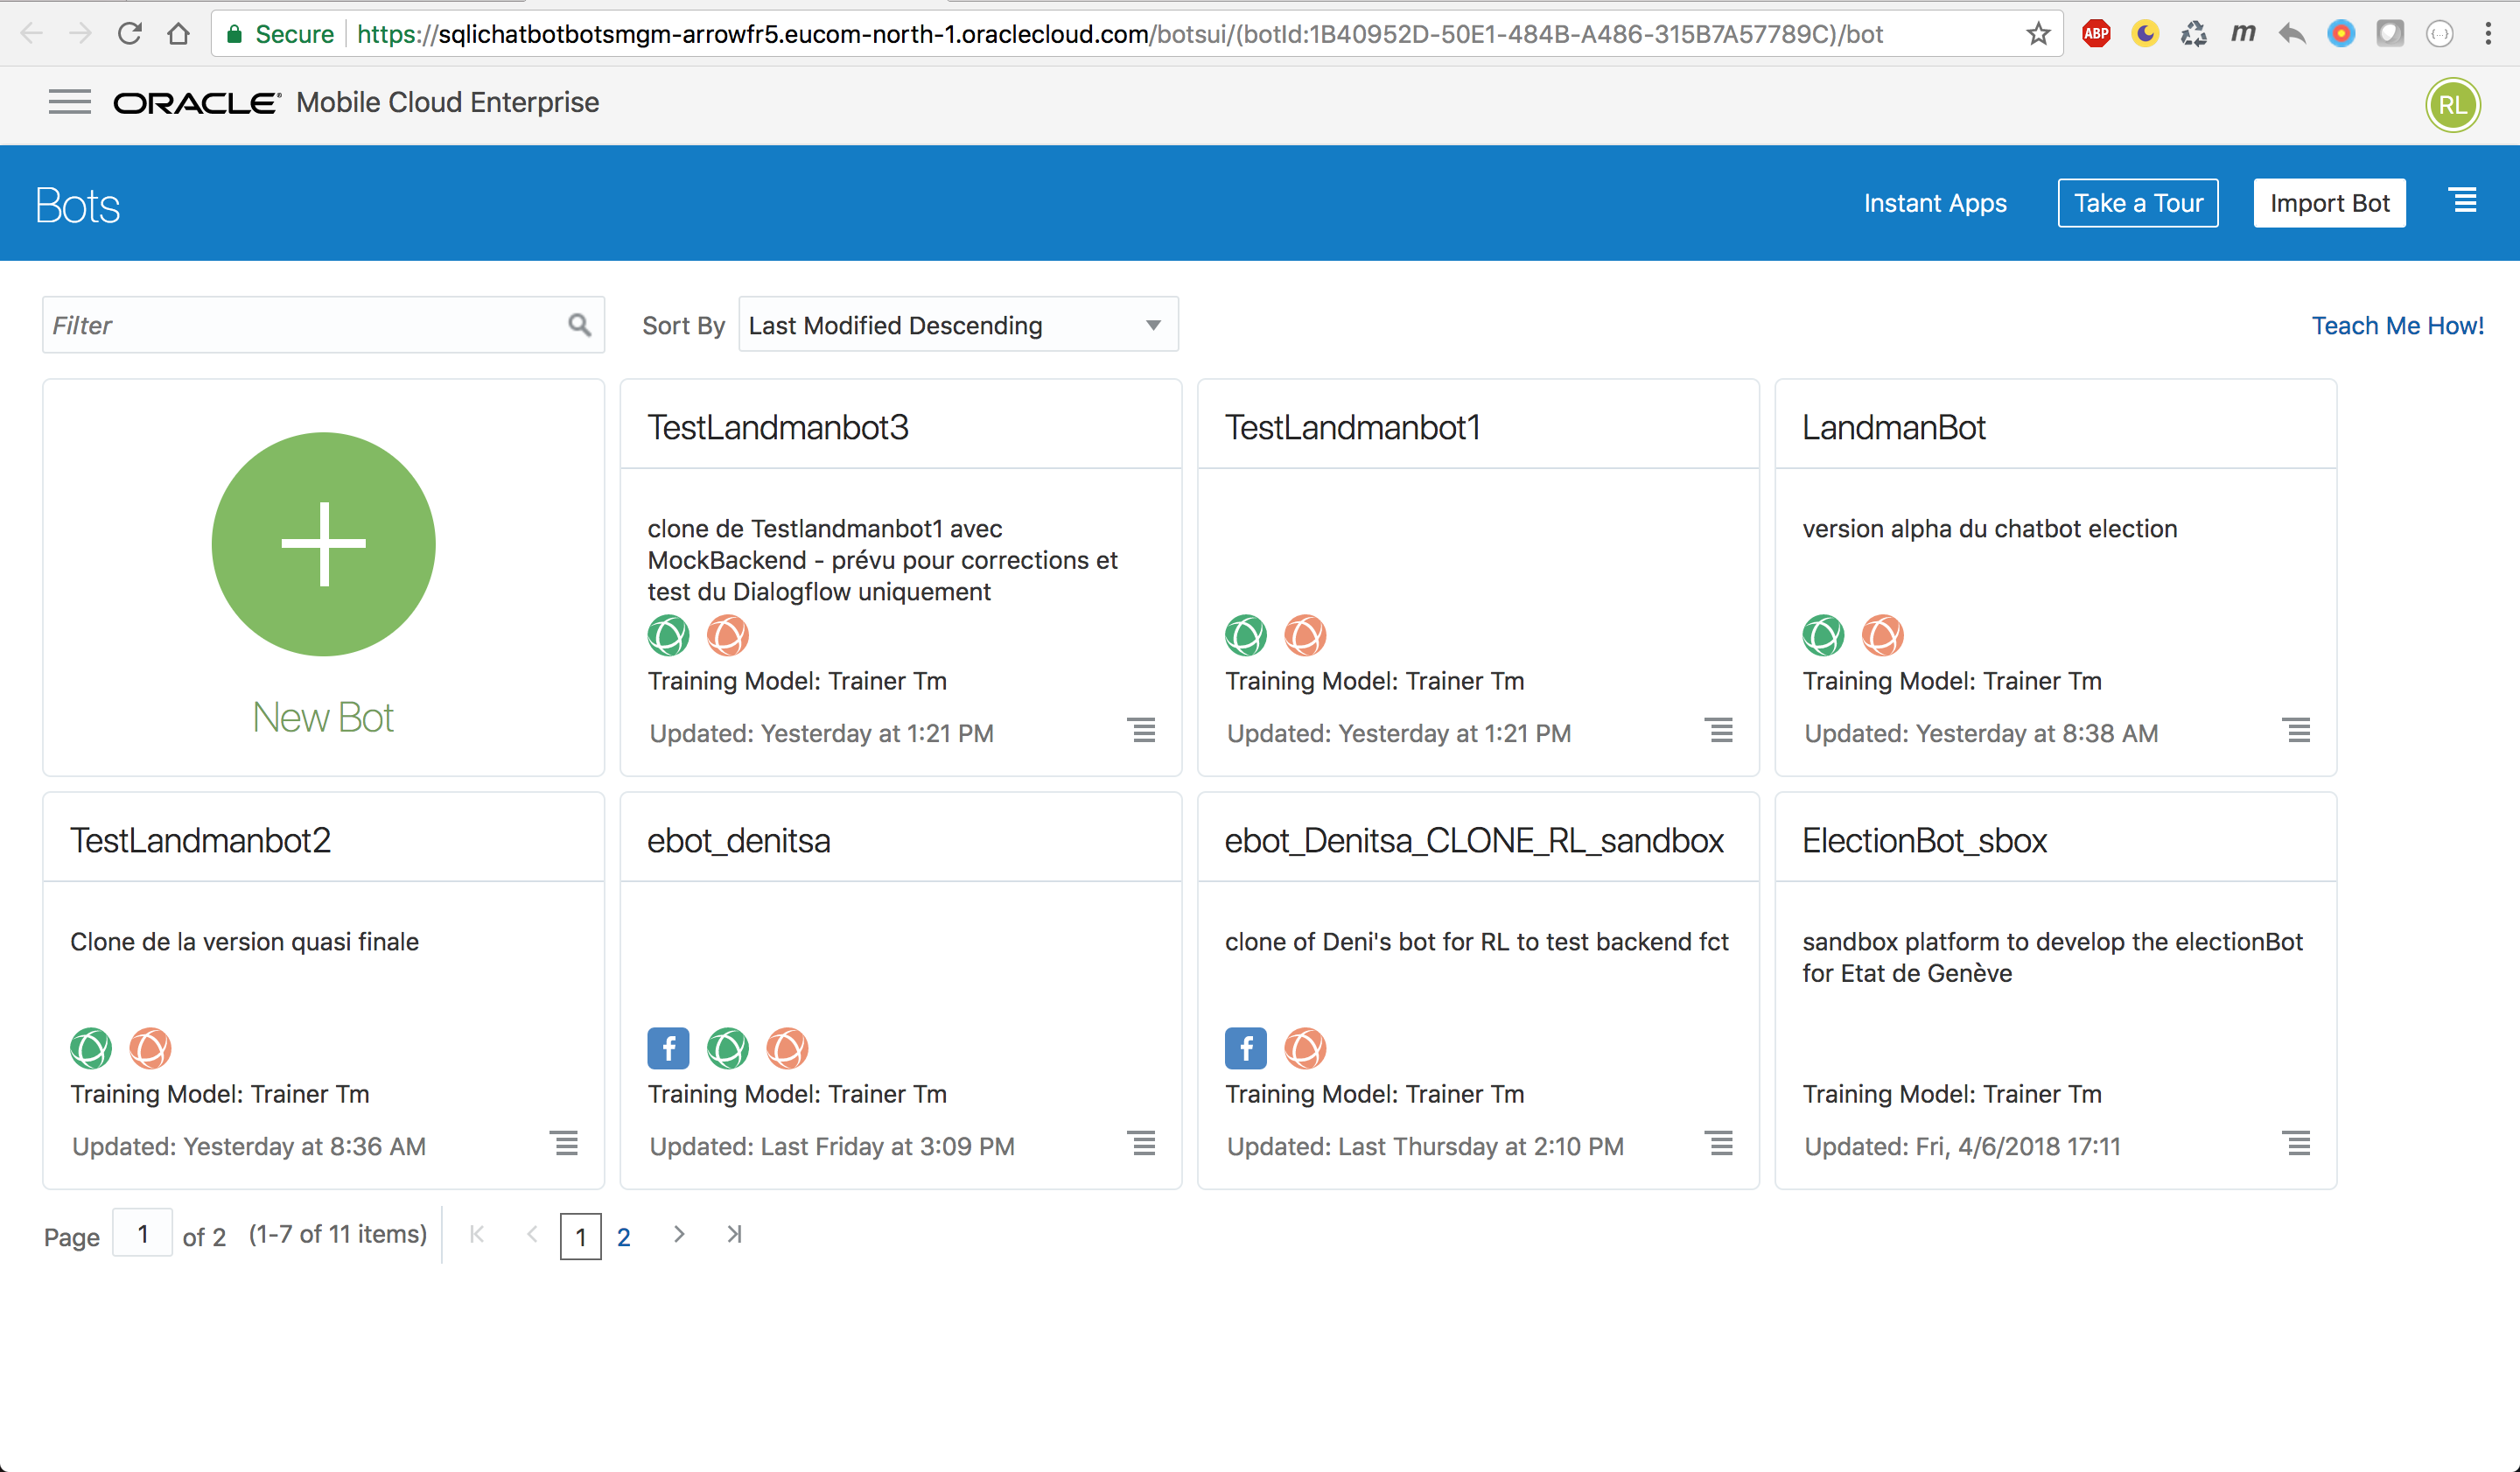 Secure https://sqlichatbotbotsmgm-arrowfr5.eucom-north-1.oraclecloud.com/botsui/(botId:1B40952D-50E1-484B-A486-315B7A57789C)/bot
ABP
m
{...}
ORACLE® Mobile Cloud Enterprise
RL
Bots
Instant Apps
Take a Tour
Import Bot
Filter
Sort By
Last Modified Descending
Teach Me How!
New Bot
TestLandmanbot3
clone de Testlandmanbot1 avec
MockBackend - prévu pour corrections et
test du Dialogflow uniquement
Training Model: Trainer Tm
Updated: Yesterday at 1:21 PM
TestLandmanbot1
Training Model: Trainer Tm
Updated: Yesterday at 1:21 PM
LandmanBot
version alpha du chatbot election
Training Model: Trainer Tm
Updated: Yesterday at 8:38 AM
TestLandmanbot2
Clone de la version quasi finale
Training Model: Trainer Tm
Updated: Yesterday at 8:36 AM
ebot_denitsa
f
Training Model: Trainer Tm
Updated: Last Friday at 3:09 PM
ebot_Denitsa_CLONE_RL_sandbox
clone of Deni's bot for RL to test backend fct
f
Training Model: Trainer Tm
Updated: Last Thursday at 2:10 PM
ElectionBot_sbox
sandbox platform to develop the electionBot
for Etat de Genève
Training Model: Trainer Tm
Updated: Fri, 4/6/2018 17:11
Page 1 of 2 (1-7 of 11 items) 1 2